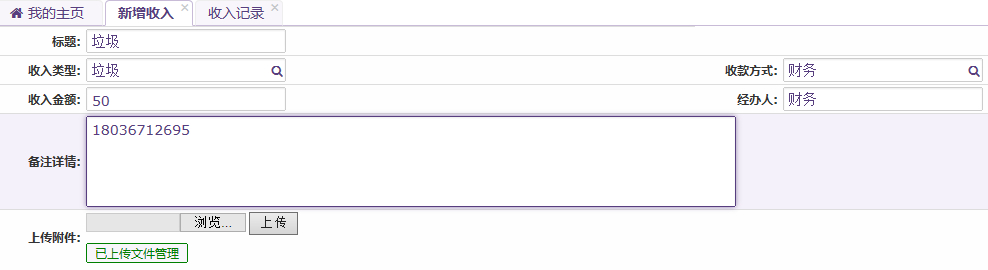 我的主页 新增收入 收入记录
标题: 垃圾
收入类型: 垃圾 收款方式: 财务
收入金额: 50 经办人: 财务
备注详情: 18036712695
浏览... 上传
上传附件:
已上传文件管理